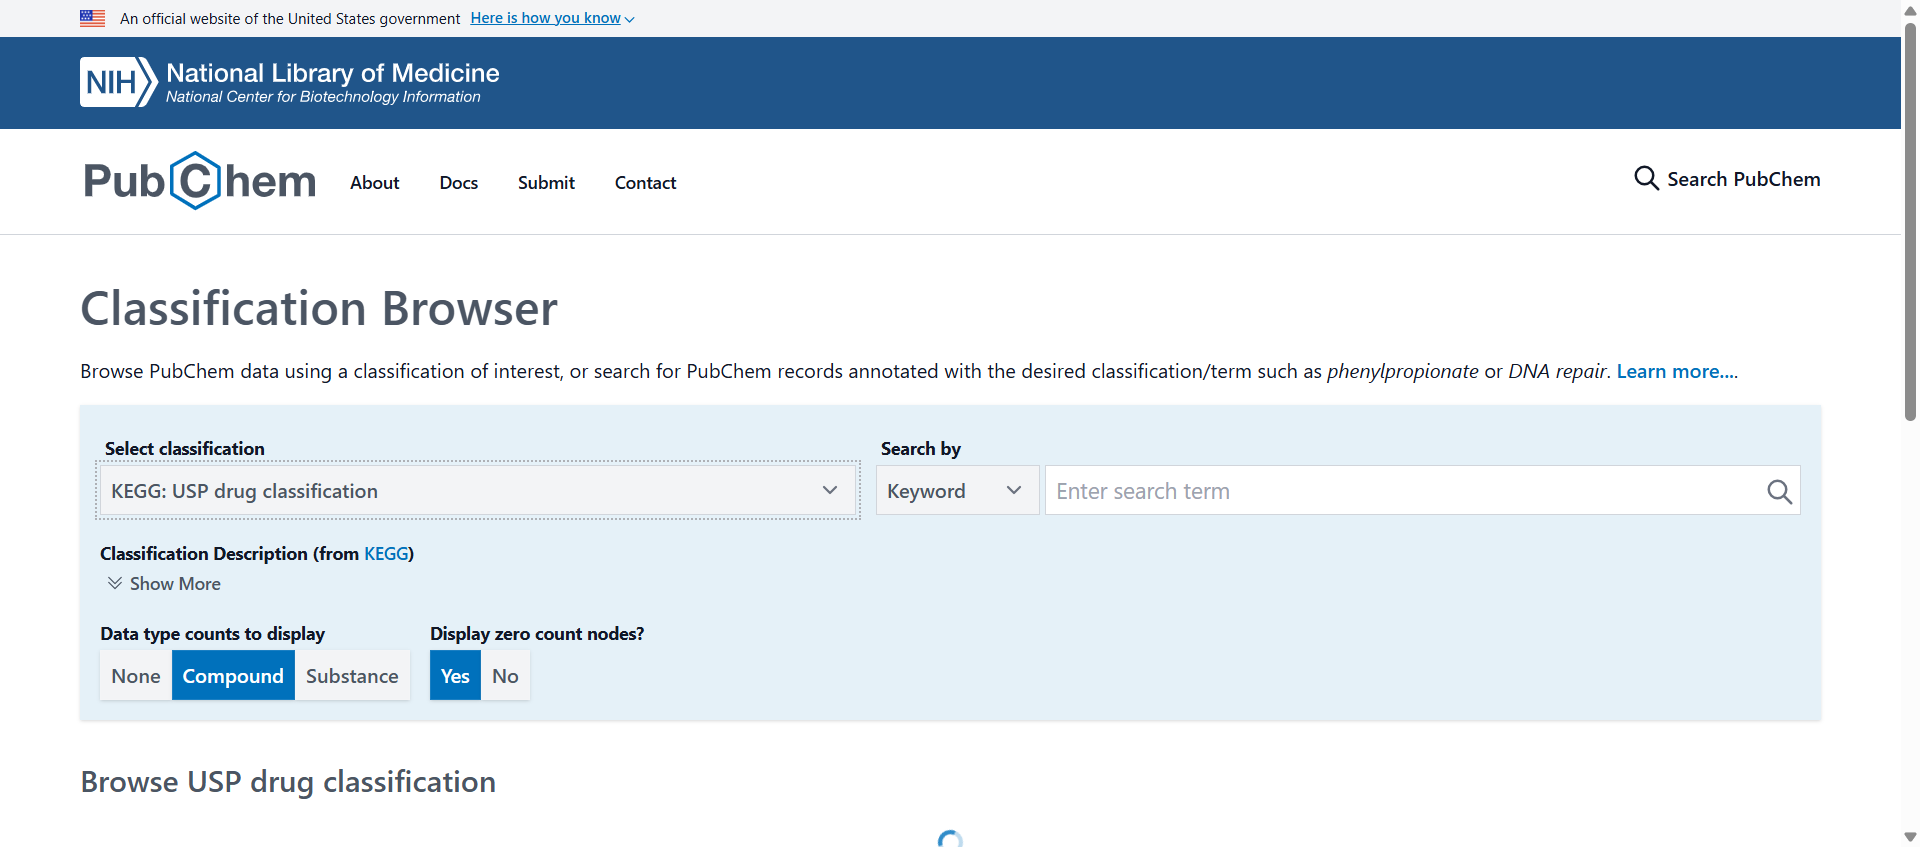 An official website of the United States government Here is how you know
NIH National Library of Medicine
National Center for Biotechnology Information
PubChem About Docs Submit Contact Search PubChem
Classification Browser
Browse PubChem data using a classification of interest, or search for PubChem records annotated with the desired classification/term such as phenylpropionate or DNA repair. Learn more....
Select classification Search by
KEGG: USP drug classification Keyword Enter search term
Classification Description (from KEGG)
Show More
Data type counts to display Display zero count nodes?
None Compound Substance Yes No
Browse USP drug classification